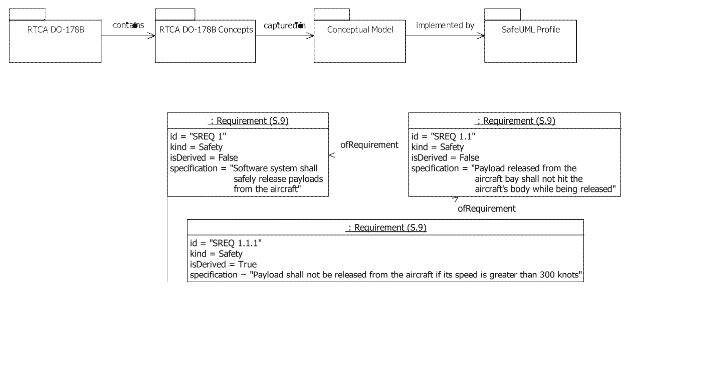 contains
captured in
implemented by
RTCA DO-178B
RTCA DO-178B Concepts
Conceptual Model
SafeUML Profile
: Requirement (S.9)
id = "SREQ 1"
kind = Safety
isDerived = False
specification = "Software system shall
safely release payloads
from the aircraft"
ofRequirement
: Requirement (S.9)
id = "SREQ 1.1"
kind = Safety
isDerived = False
specification = "Payload released from the
aircraft bay shall not hit the
aircraft's body while being released"
ofRequirement
: Requirement (S.9)
id = "SREQ 1.1.1"
kind = Safety
isDerived = True
specification = "Payload shall not be released from the aircraft if its speed is greater than 300 knots"